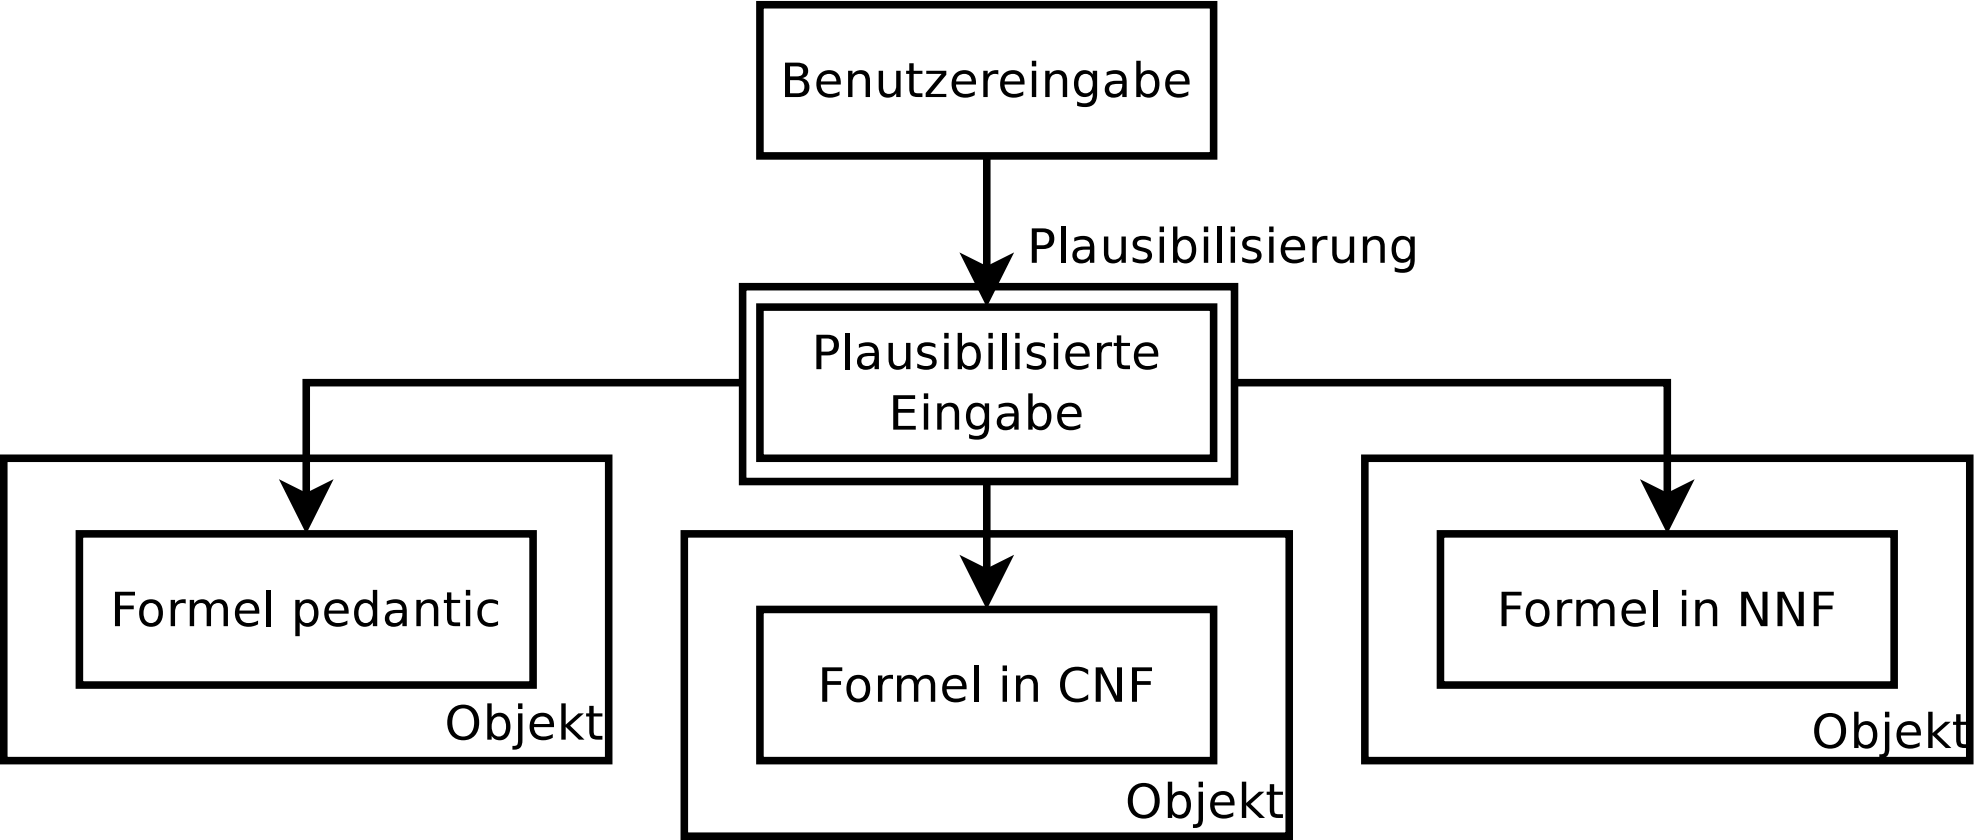 Benutzereingabe
Plausibilisierung
Plausibilisierte
Eingabe
Formel pedantic
Objekt
Formel in CNF
Objekt
Formel in NNF
Objekt